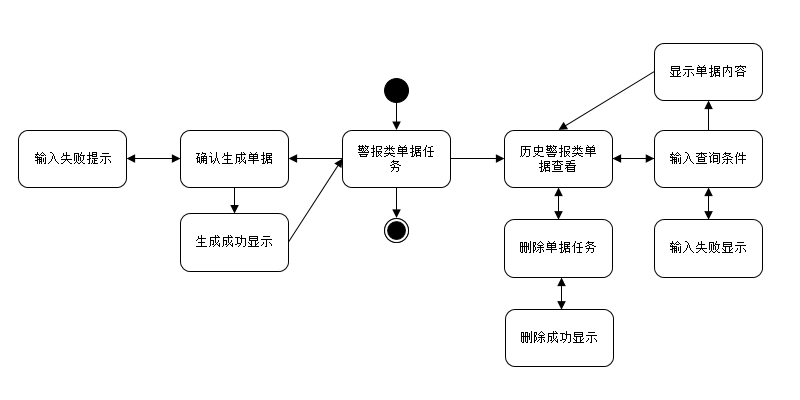 显示单据内容
输入失败提示
确认生成单据
警报类单据任
务
历史警报类单
据查看
输入查询条件
生成成功显示
删除单据任务
输入失败显示
删除成功显示